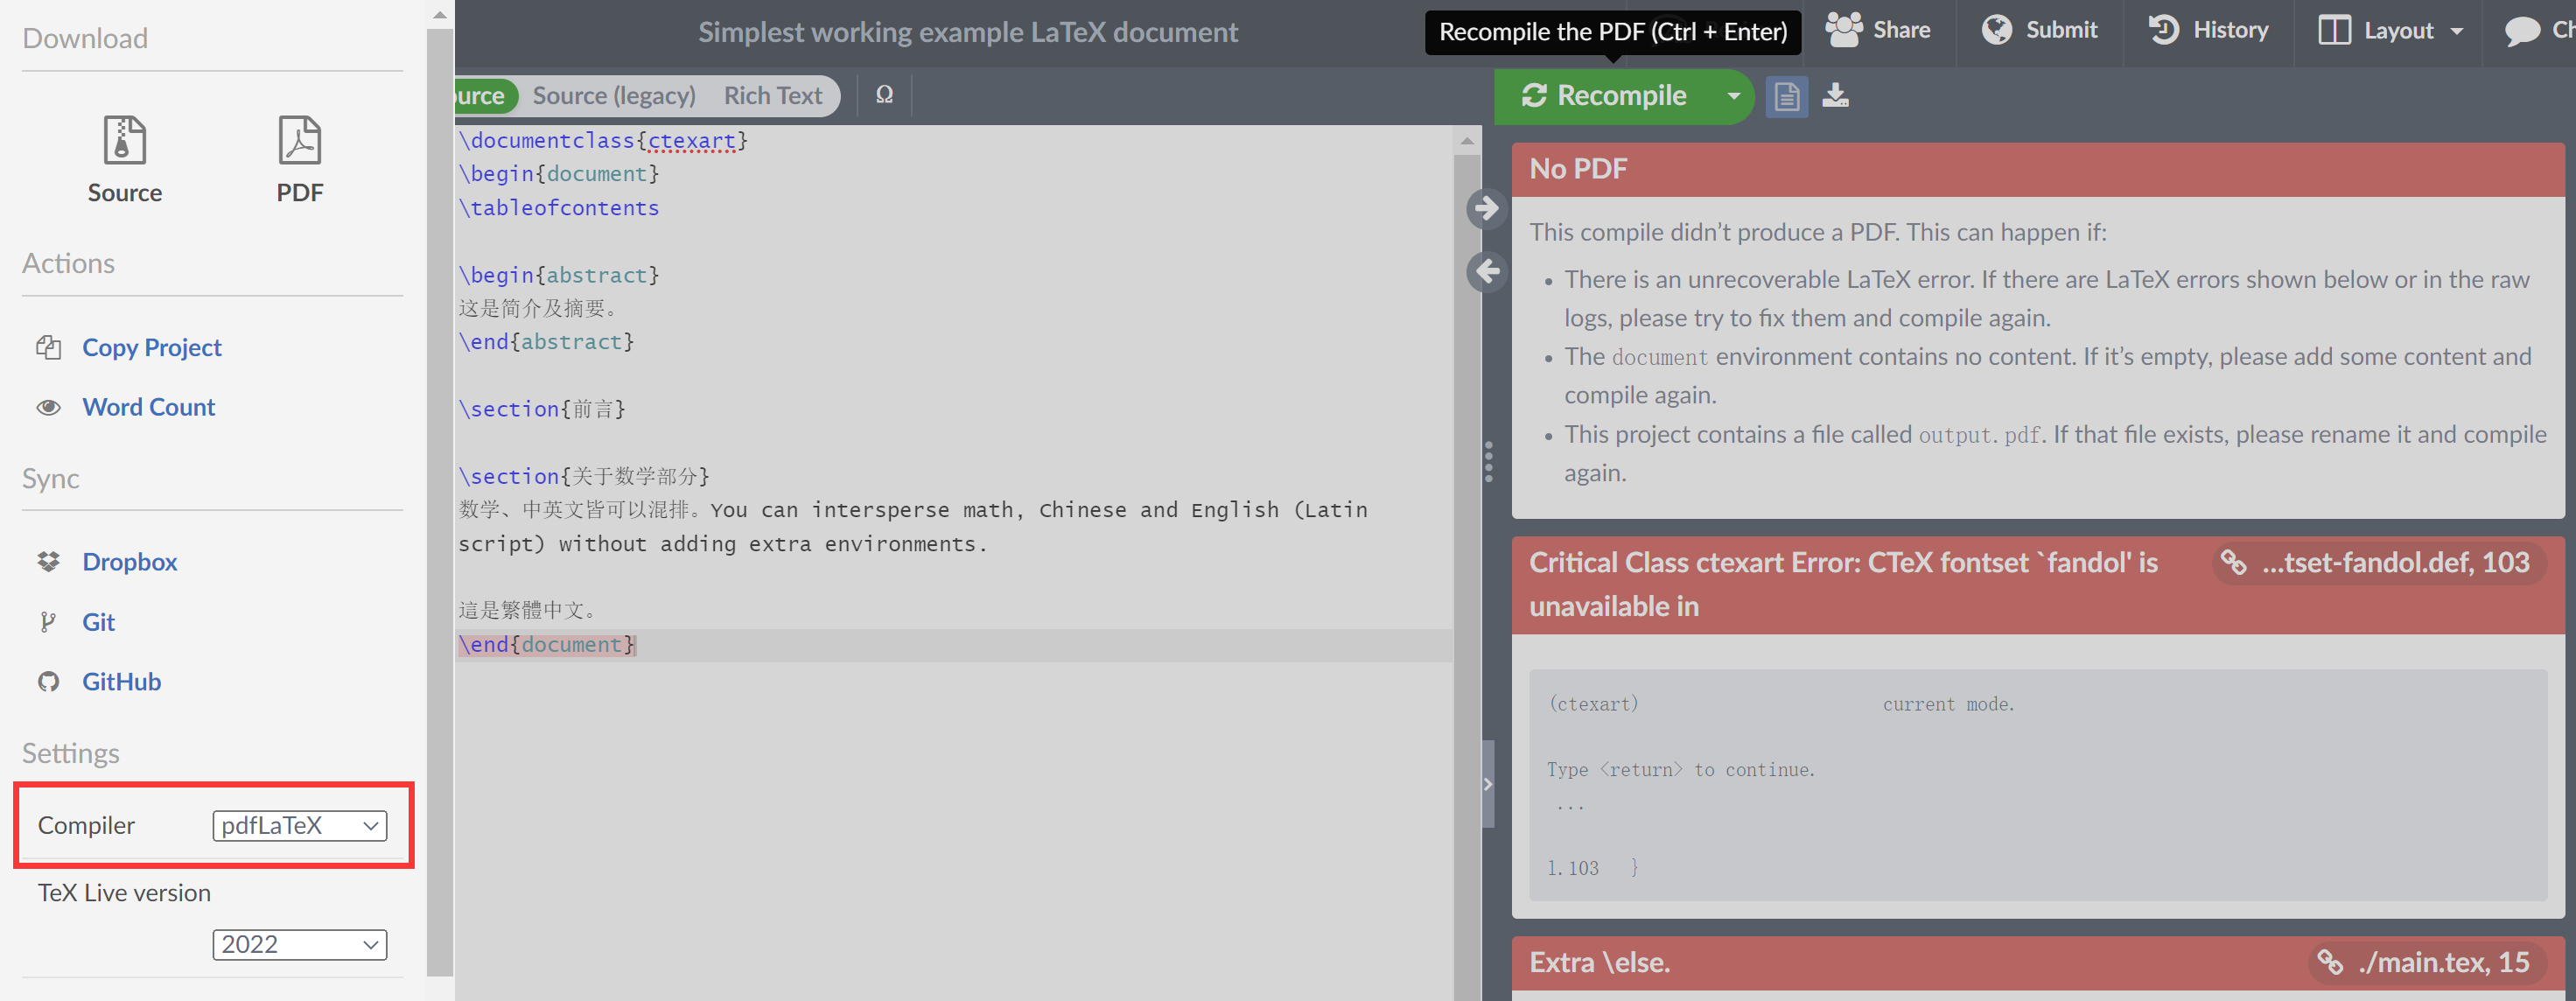 Download
Source
PDF
Actions
Copy Project
Word Count
Sync
Dropbox
Git
GitHub
Settings
Compiler
pdfLaTeX
TeX Live version
2022
Simplest working example LaTeX document
Recompile the PDF (Ctrl + Enter)
Share
Submit
History
Layout
Source (legacy)
Rich Text
Ω
\documentclass{ctexart}
\begin{document}
\tableofcontents
\begin{abstract}
这是简介及摘要。
\end{abstract}
\section{前言}
\section{关于数学部分}
数学、中英文皆可以混排。You can intersperse math, Chinese and English (Latin
script) without adding extra environments.
這是繁體中文。
\end{document}
Recompile
No PDF
This compile didn’t produce a PDF. This can happen if:
• There is an unrecoverable LaTeX error. If there are LaTeX errors shown below or in the raw
logs, please try to fix them and compile again.
• The document environment contains no content. If it’s empty, please add some content and
compile again.
• This project contains a file called output.pdf. If that file exists, please rename it and compile
again.
Critical Class ctexart Error: CTeX fontset `fandol' is
unavailable in
...tset-fandol.def, 103
(ctexart) current mode.
Type <return> to continue.
...
l.103 }
Extra \else.
./main.tex, 15